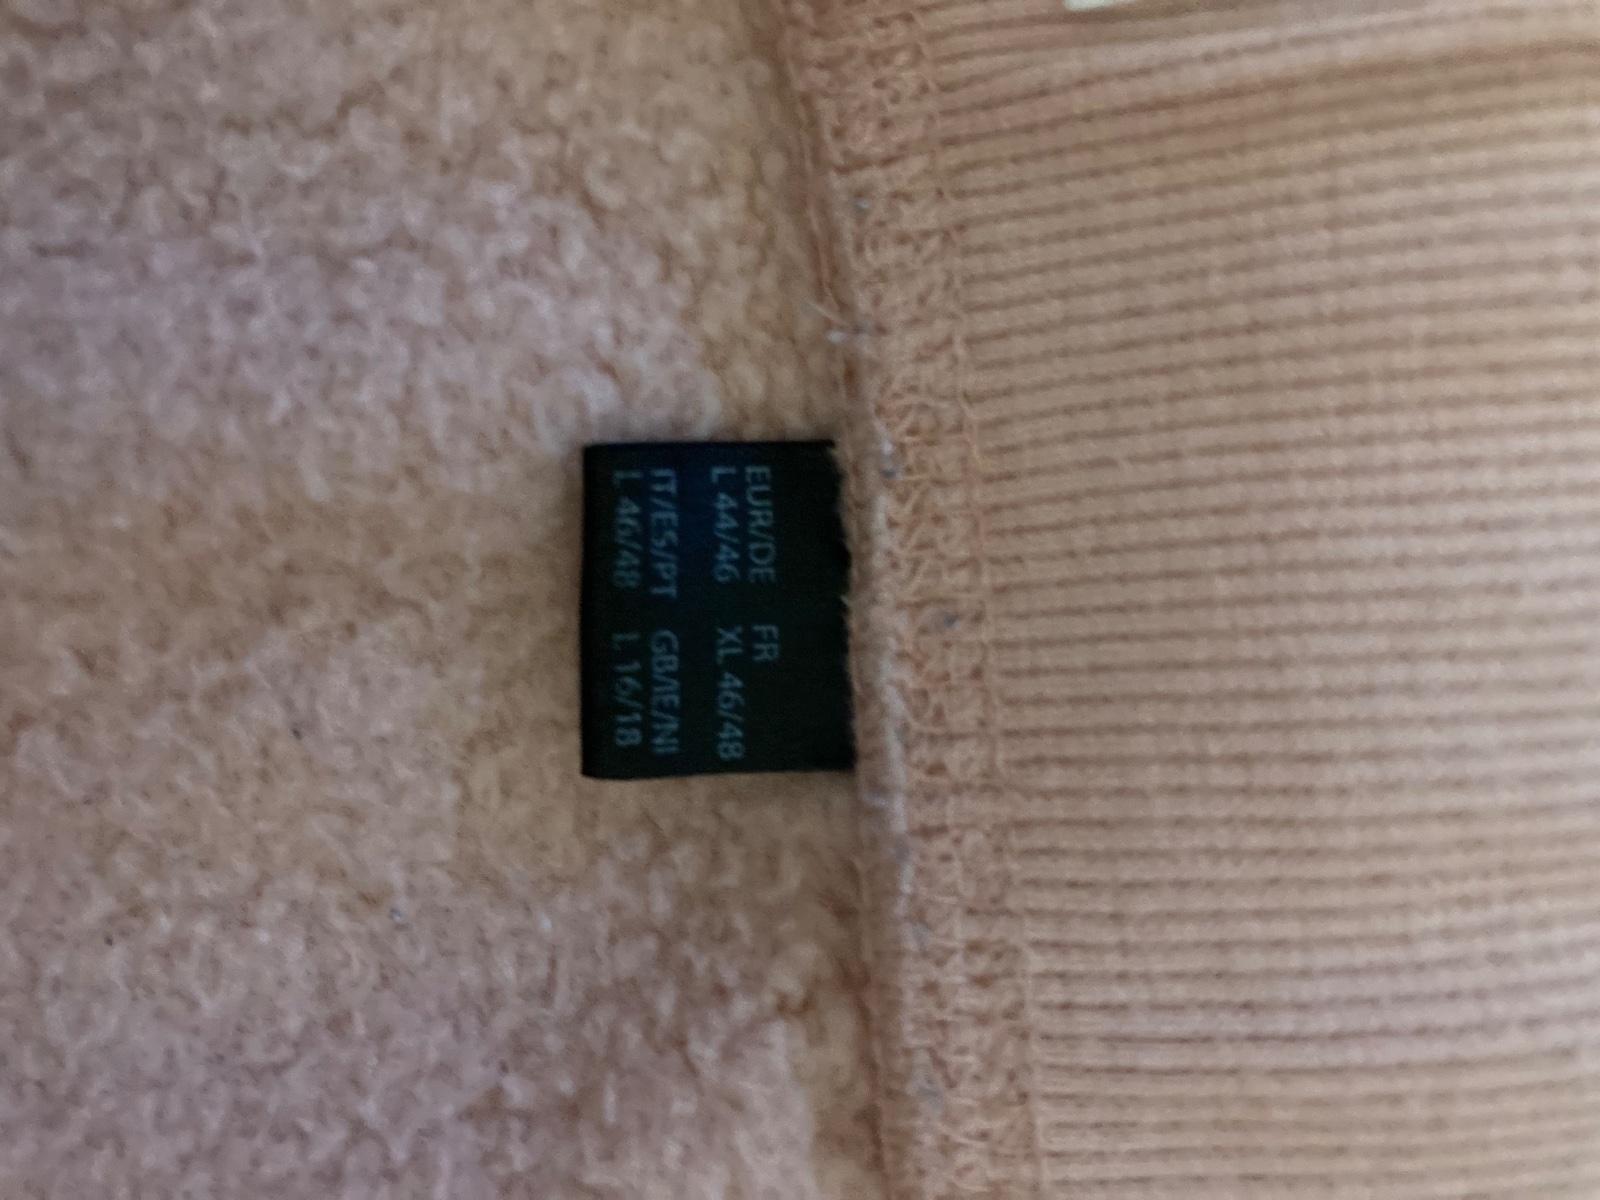 EUR/DE FR
L 44/46 XL 46/48
IT/ES/PT GB/IE/NI
L 46/48 L 16/18